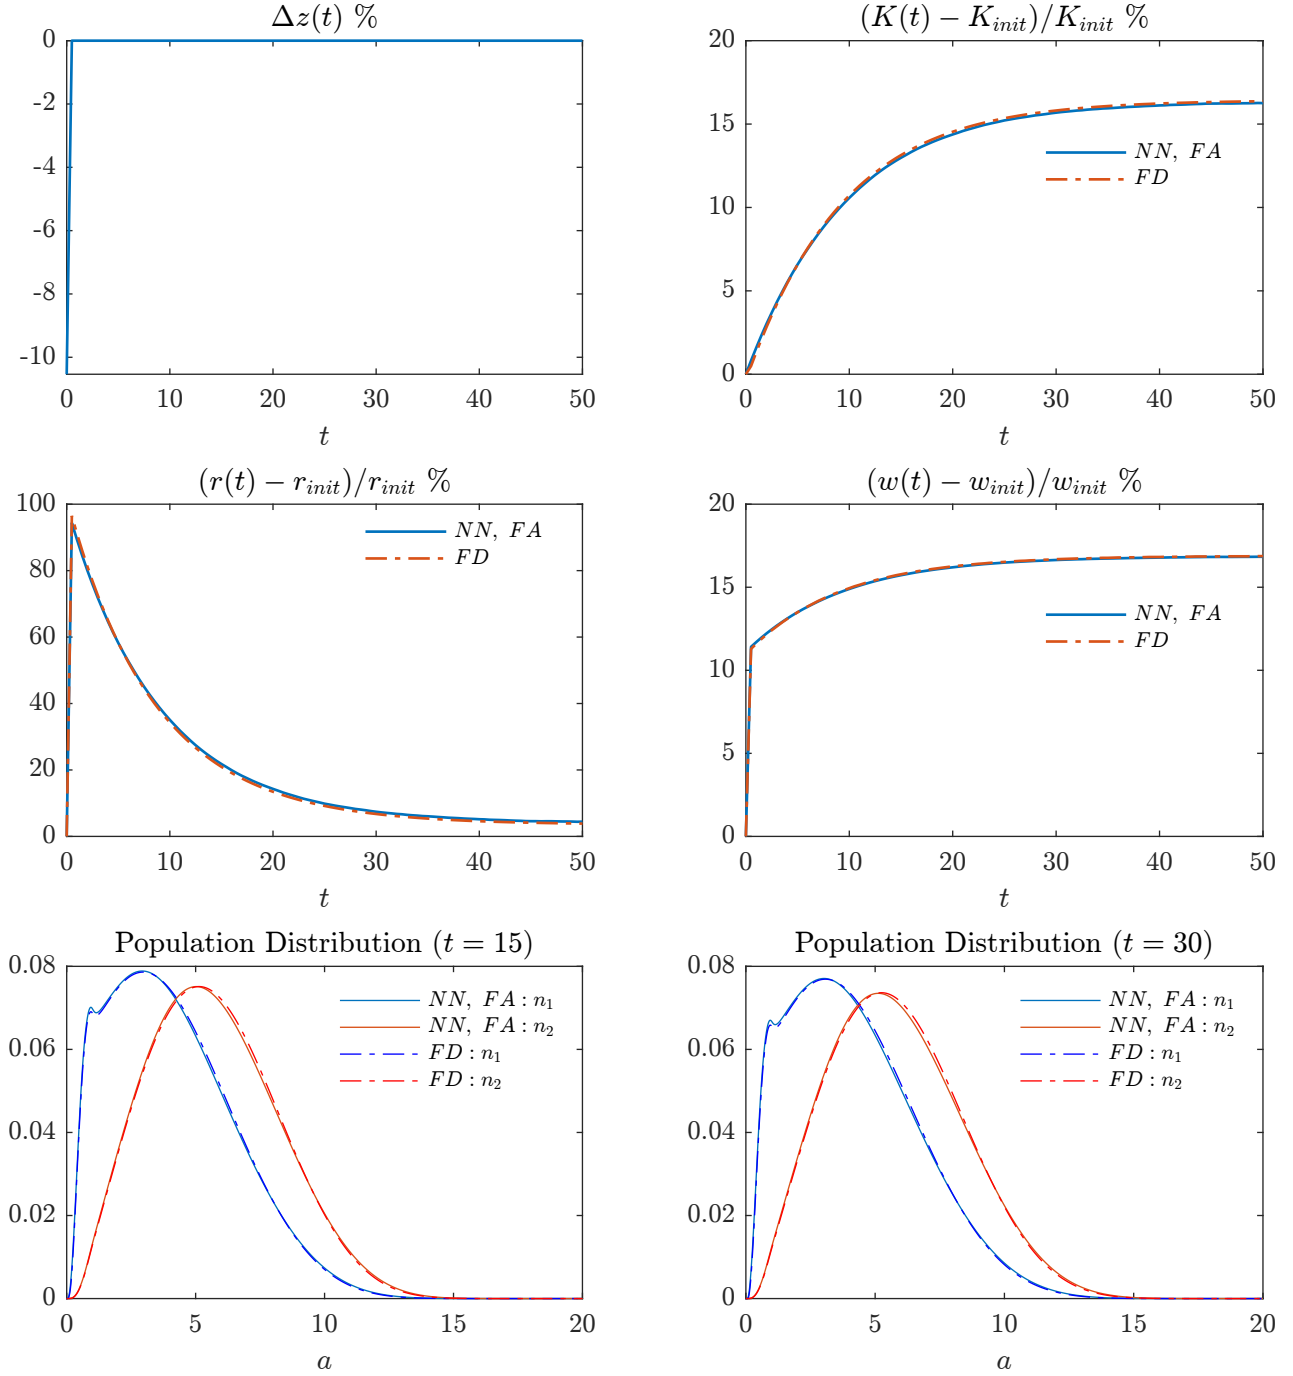 Δz(t) %
0
-2
-4
-6
-8
-10
0 10 20 30 40 50
t
(K(t) − K_init)/K_init %
20
15
10
5
0
NN, FA
FD
0 10 20 30 40 50
t
(r(t) − r_init)/r_init %
100
80
60
40
20
0
NN, FA
FD
0 10 20 30 40 50
t
(w(t) − w_init)/w_init %
20
15
10
5
0
NN, FA
FD
0 10 20 30 40 50
t
Population Distribution (t = 15)
0.08
0.06
0.04
0.02
0
NN, FA : n₁
NN, FA : n₂
FD : n₁
FD : n₂
0 5 10 15 20
a
Population Distribution (t = 30)
0.08
0.06
0.04
0.02
0
NN, FA : n₁
NN, FA : n₂
FD : n₁
FD : n₂
0 5 10 15 20
a